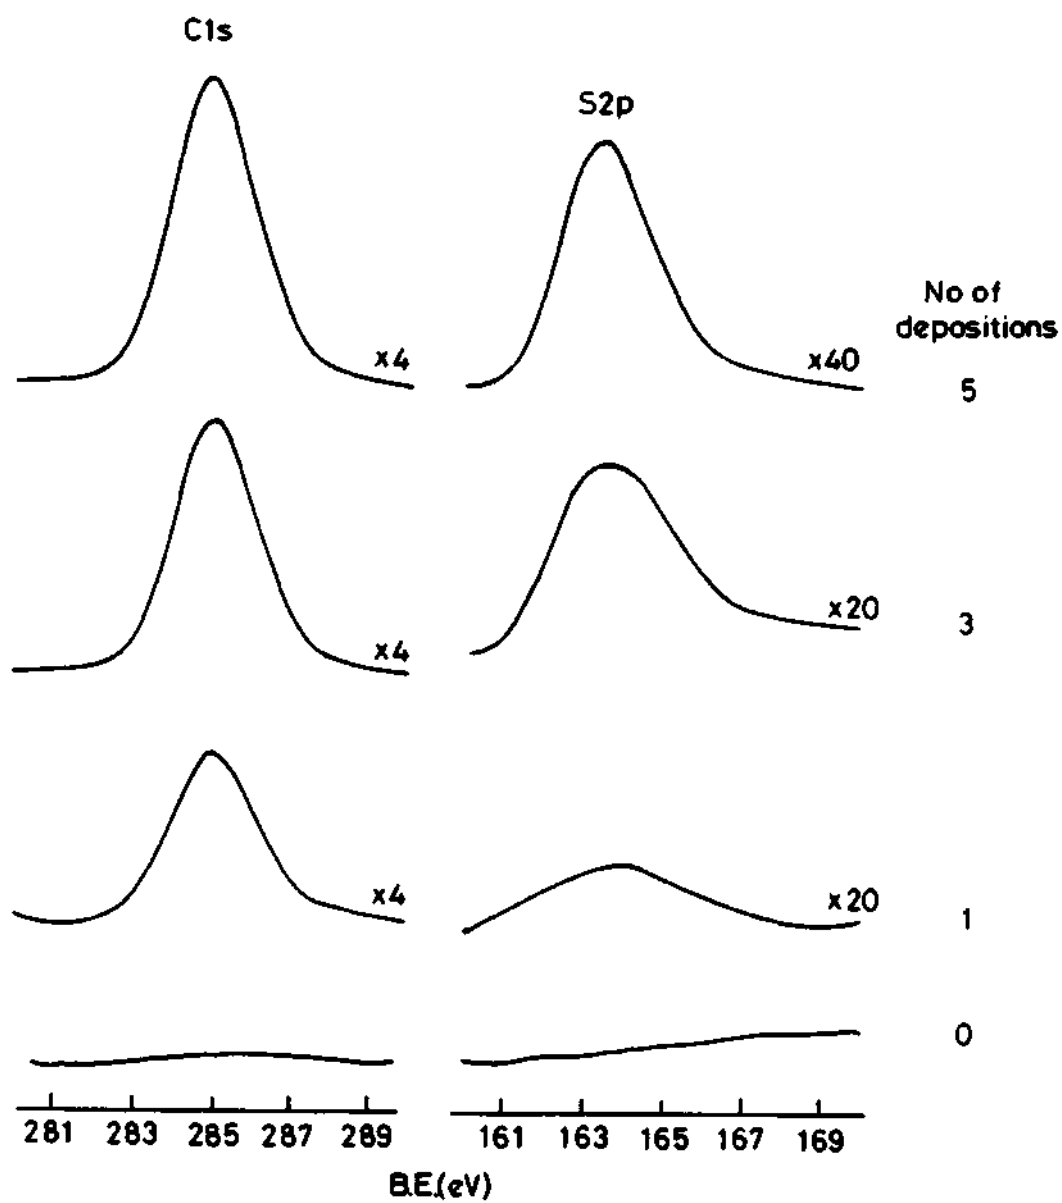 C1s
S2p
No of
depositions
x4
x40
5
x4
x20
3
x4
x20
1
0
281 283 285 287 289
161 163 165 167 169
B.E.(eV)